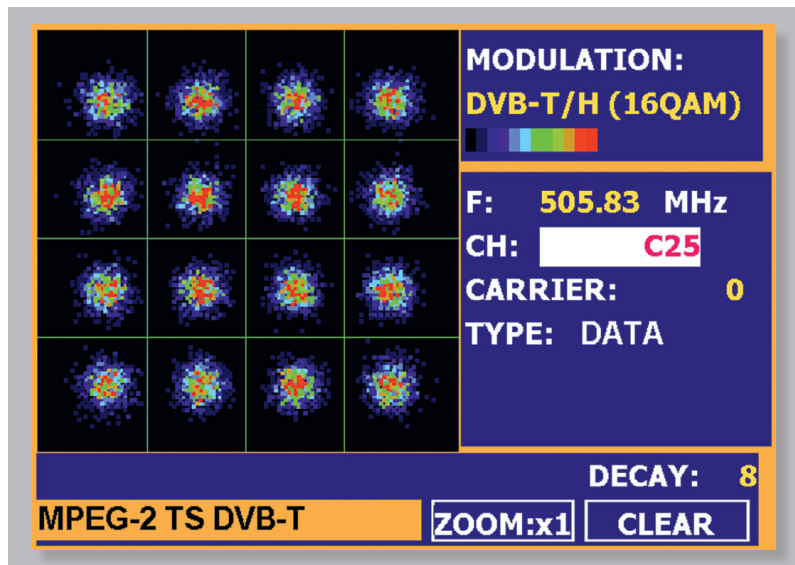 MODULATION:
DVB-T/H (16QAM)
F: 505.83 MHz
CH: C25
CARRIER: 0
TYPE: DATA
DECAY: 8
MPEG-2 TS DVB-T
ZOOM:x1 CLEAR